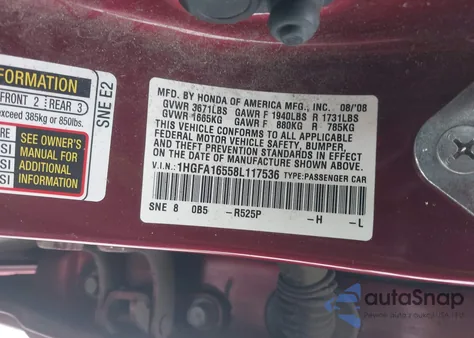 FORMATION
FRONT 2 REAR 3
exceed 385kg or 850lbs.
SNE E2
SEE OWNER'S
MANUAL FOR
ADDITIONAL
INFORMATION
SI
SI
MFD. BY HONDA OF AMERICA MFG., INC. 08/'08
GVWR 3671LBS GAWR F 1940LBS R 1731LBS
GVWR 1665KG GAWR F 880KG R 785KG
THIS VEHICLE CONFORMS TO ALL APPLICABLE
FEDERAL MOTOR VEHICLE SAFETY, BUMPER,
AND THEFT PREVENTION STANDARDS IN EFFECT
ON THE DATE OF MANUFACTURE SHOWN ABOVE.
V.I.N.: 1HGFA16558L117536 TYPE:PASSENGER CAR
SNE 8 0B5 -R525P -H -L
autoSnap